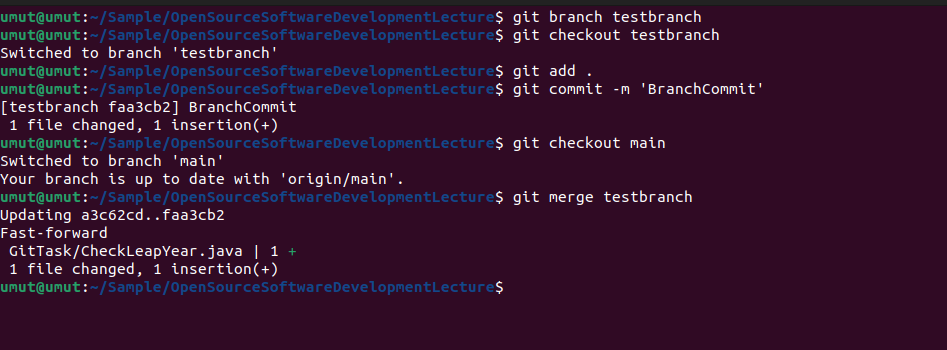 umut@umut:~/Sample/OpenSourceSoftwareDevelopmentLecture$ git branch testbranch
umut@umut:~/Sample/OpenSourceSoftwareDevelopmentLecture$ git checkout testbranch
Switched to branch 'testbranch'
umut@umut:~/Sample/OpenSourceSoftwareDevelopmentLecture$ git add .
umut@umut:~/Sample/OpenSourceSoftwareDevelopmentLecture$ git commit -m 'BranchCommit'
[testbranch faa3cb2] BranchCommit
 1 file changed, 1 insertion(+)
umut@umut:~/Sample/OpenSourceSoftwareDevelopmentLecture$ git checkout main
Switched to branch 'main'
Your branch is up to date with 'origin/main'.
umut@umut:~/Sample/OpenSourceSoftwareDevelopmentLecture$ git merge testbranch
Updating a3c62cd..faa3cb2
Fast-forward
 GitTask/CheckLeapYear.java | 1 +
 1 file changed, 1 insertion(+)
umut@umut:~/Sample/OpenSourceSoftwareDevelopmentLecture$